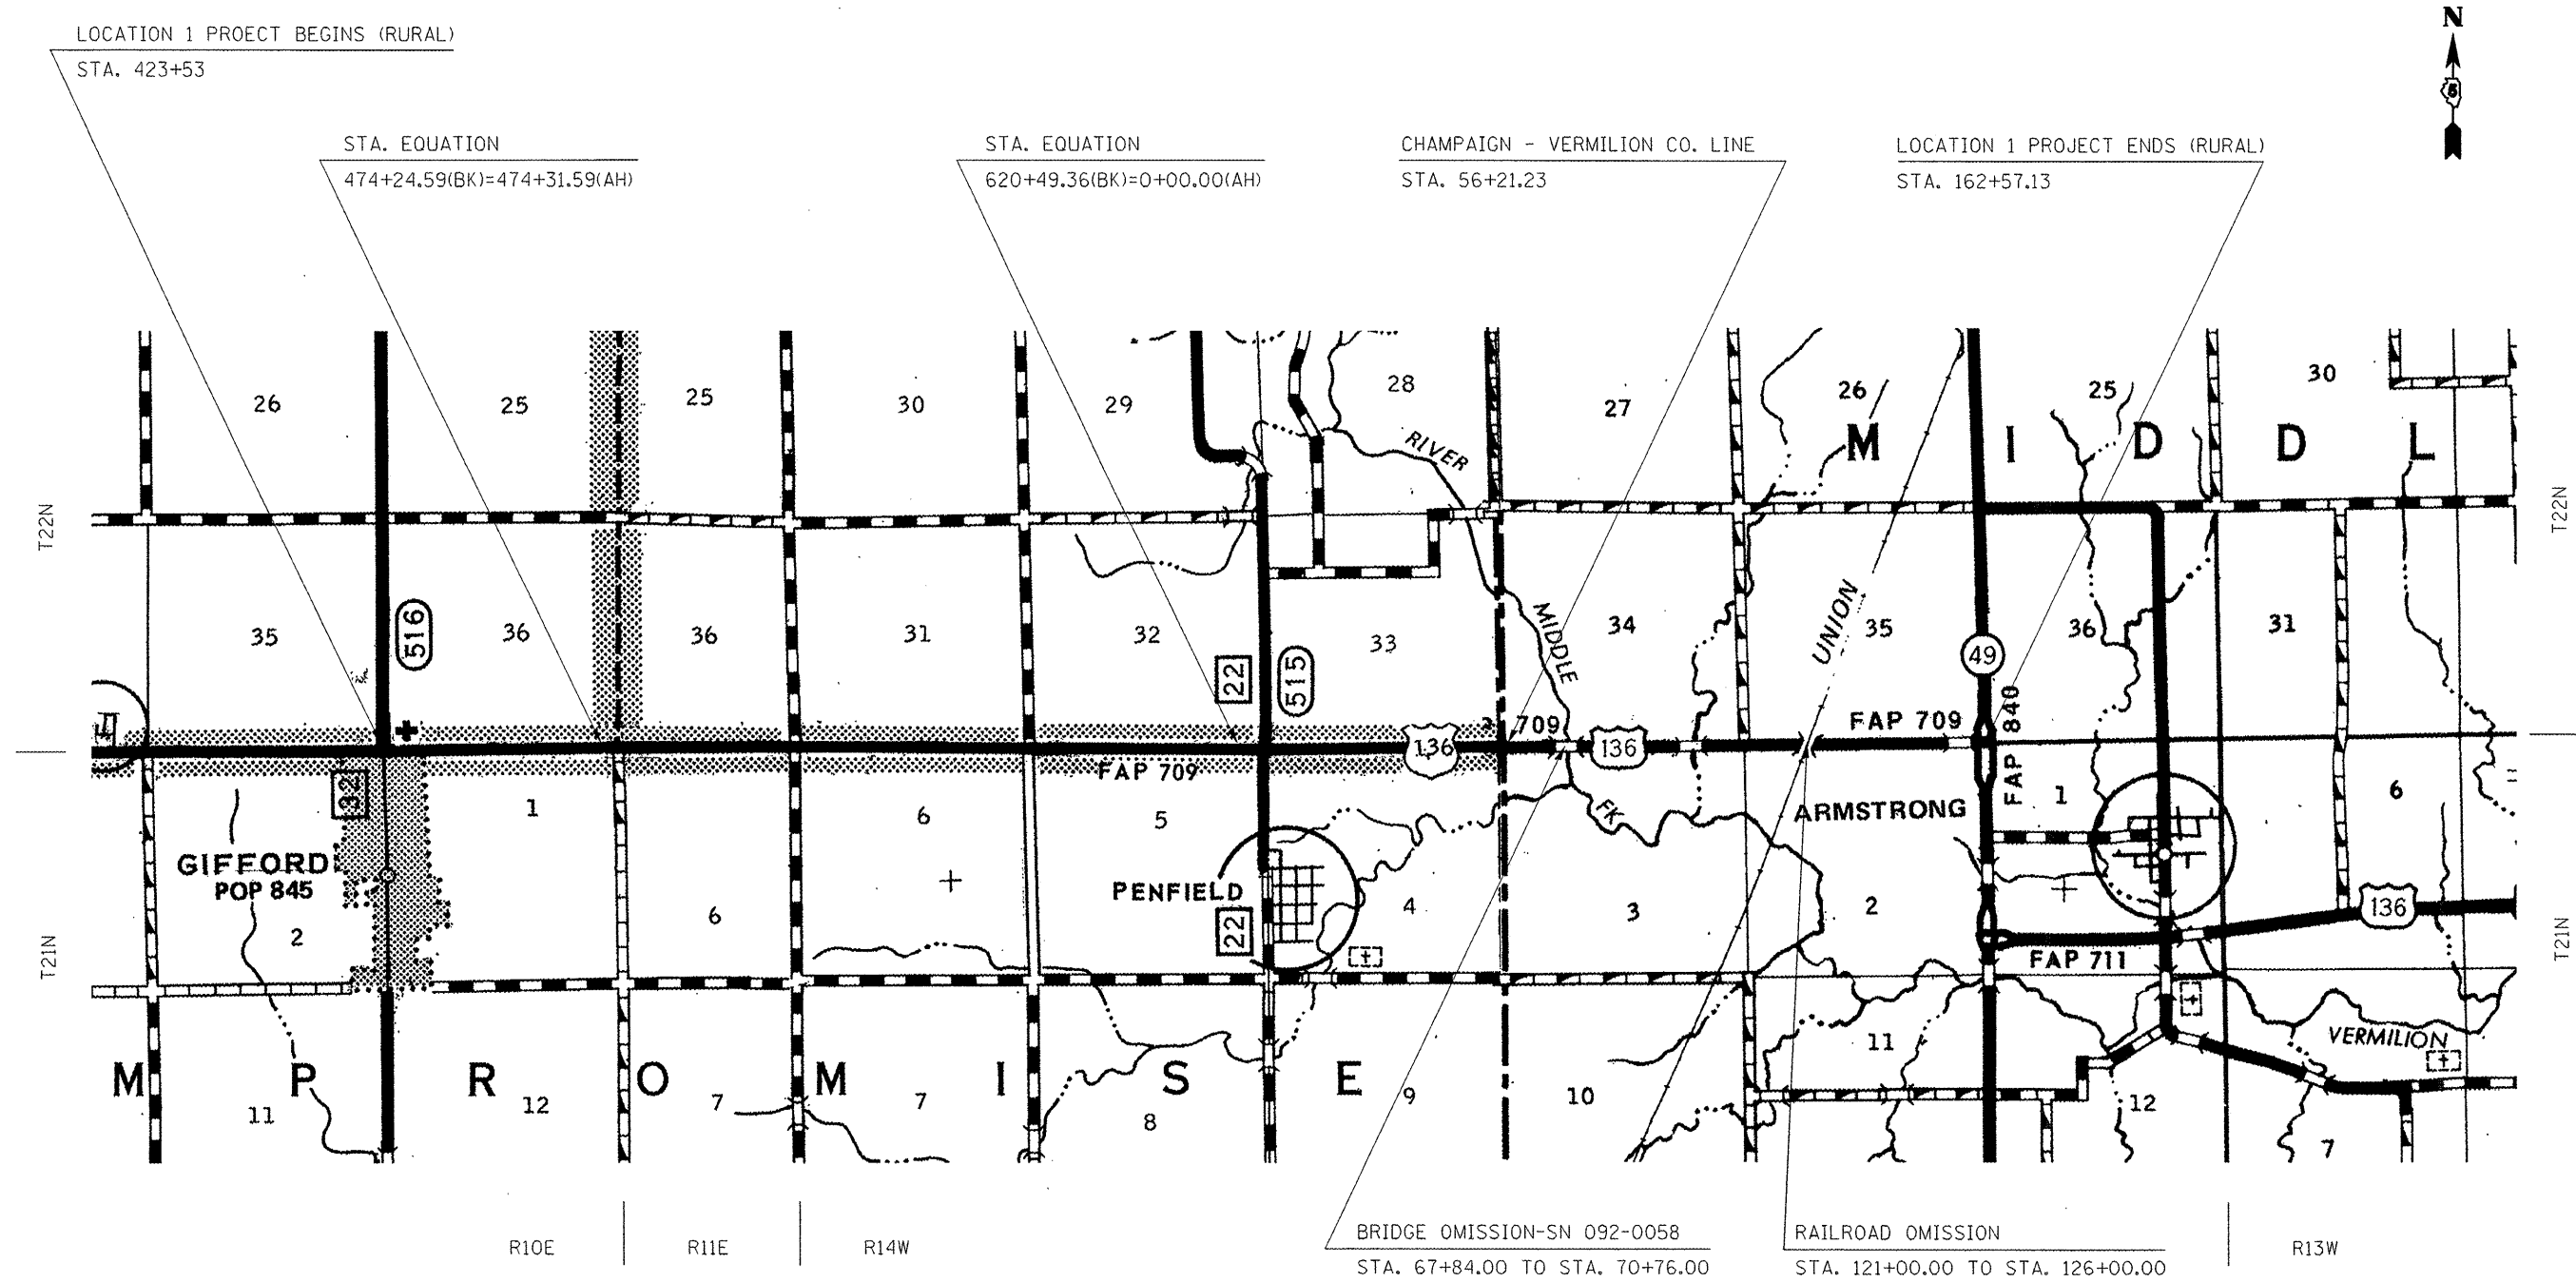 N
5
LOCATION 1 PROECT BEGINS (RURAL)
STA. 423+53
STA. EQUATION
474+24.59(BK)=474+31.59(AH)
STA. EQUATION
620+49.36(BK)=0+00.00(AH)
CHAMPAIGN - VERMILION CO. LINE
STA. 56+21.23
LOCATION 1 PROJECT ENDS (RURAL)
STA. 162+57.13
26
25
25
30
29
28
27
26
25
30
RIVER
M I D D L
T22N
T22N
35
516
36
36
31
32
22
515
33
MIDDLE
34
UNION
35
49
36
31
136
709
136
FAP 709
FAP 840
FAP 709
32
1
6
5
FK
ARMSTRONG
1
6
GIFFORD
POP 845
PENFIELD
2
6
22
4
3
2
136
FAP 711
T21N
T21N
M P R O M I S E
11
12
7
7
8
9
10
11
12
7
VERMILION
R10E
R11E
R14W
R13W
BRIDGE OMISSION-SN 092-0058
STA. 67+84.00 TO STA. 70+76.00
RAILROAD OMISSION
STA. 121+00.00 TO STA. 126+00.00